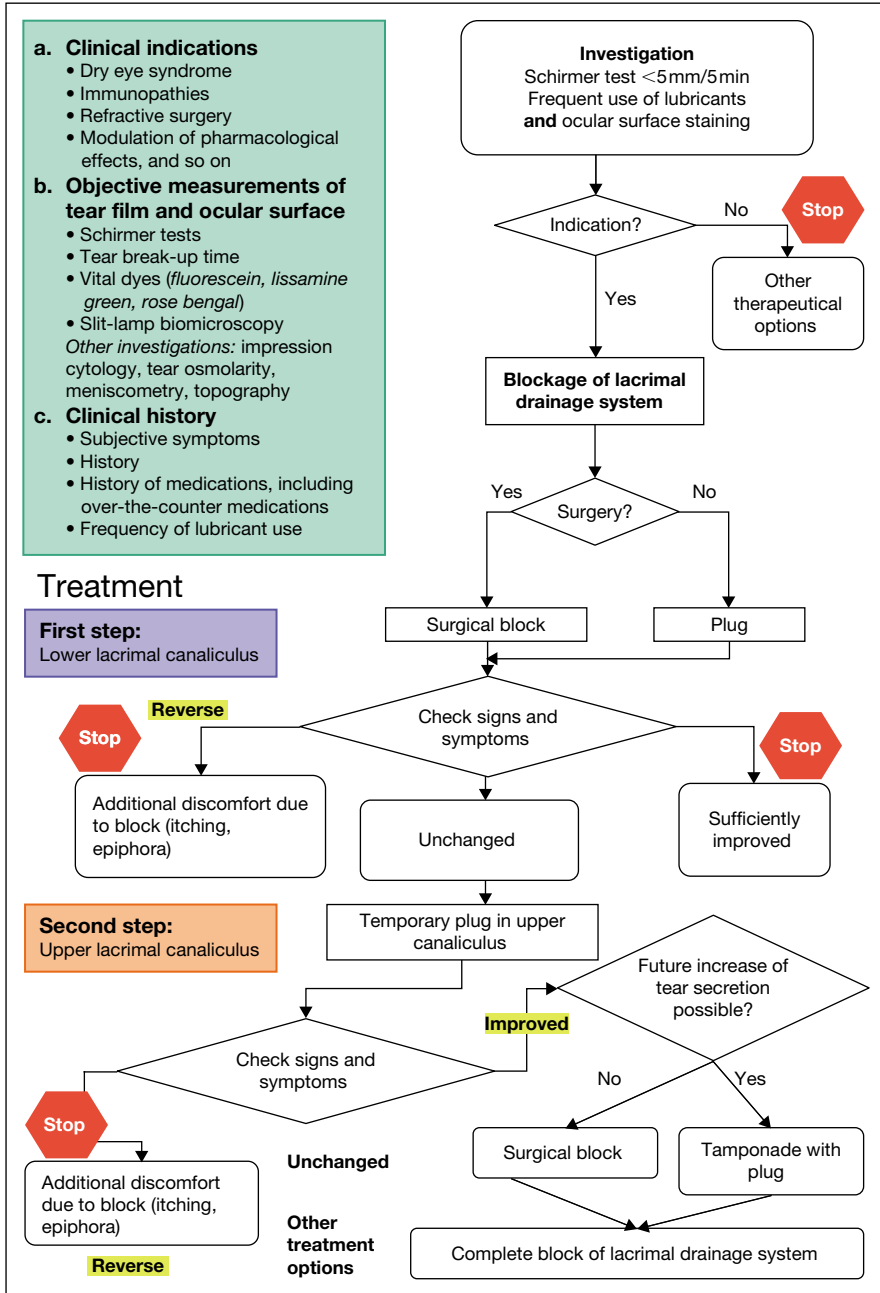 a. Clinical indications
• Dry eye syndrome
• Immunopathies
• Refractive surgery
• Modulation of pharmacological
effects, and so on
b. Objective measurements of
tear film and ocular surface
• Schirmer tests
• Tear break-up time
• Vital dyes (fluorescein, lissamine
green, rose bengal)
• Slit-lamp biomicroscopy
Other investigations: impression
cytology, tear osmolarity,
meniscometry, topography
c. Clinical history
• Subjective symptoms
• History
• History of medications, including
over-the-counter medications
• Frequency of lubricant use
Investigation
Schirmer test <5 mm/5 min
Frequent use of lubricants
and ocular surface staining
Indication?
No
Stop
Other
therapeutical
options
Yes
Blockage of lacrimal
drainage system
Yes
Surgery?
No
Treatment
First step:
Lower lacrimal canaliculus
Surgical block
Plug
Reverse
Stop
Check signs and
symptoms
Stop
Additional discomfort due
to block (itching,
epiphora)
Unchanged
Sufficiently
improved
Second step:
Upper lacrimal canaliculus
Temporary plug in upper
canaliculus
Future increase of
tear secretion
possible?
Improved
Check signs and
symptoms
No
Yes
Stop
Additional discomfort
due to block (itching,
epiphora)
Reverse
Unchanged
Surgical block
Tamponade with
plug
Other
treatment
options
Complete block of lacrimal drainage system